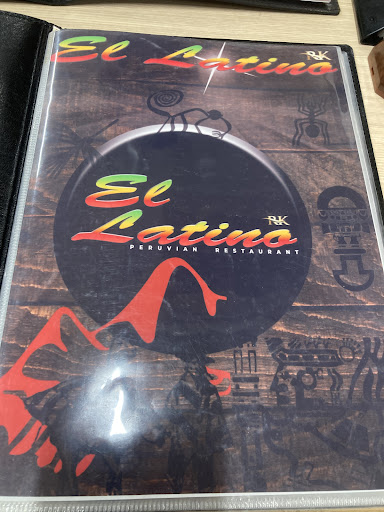 El Latino
R&K
El
Latino
R&K
PERUVIAN RESTAURANT